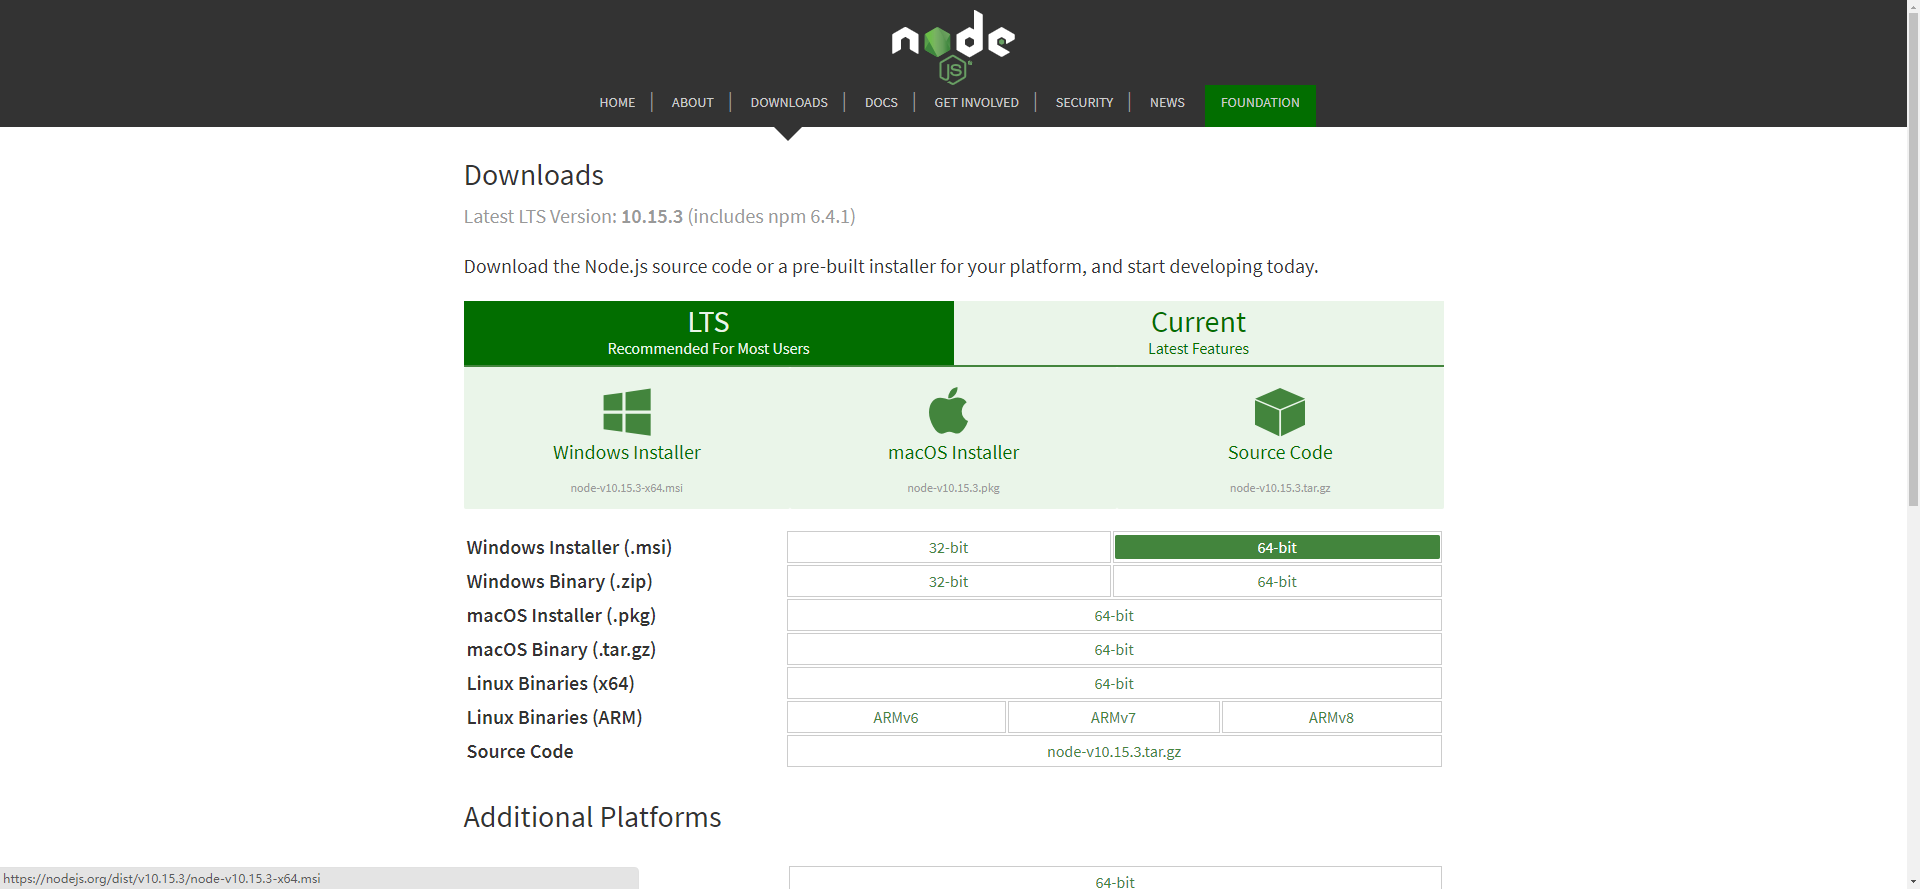 node
JS
HOME ABOUT DOWNLOADS DOCS GET INVOLVED SECURITY NEWS FOUNDATION
Downloads
Latest LTS Version: 10.15.3 (includes npm 6.4.1)
Download the Node.js source code or a pre-built installer for your platform, and start developing today.
LTS Current
Recommended For Most Users Latest Features
Windows Installer macOS Installer Source Code
node-v10.15.3-x64.msi node-v10.15.3.pkg node-v10.15.3.tar.gz
Windows Installer (.msi) 32-bit 64-bit
Windows Binary (.zip) 32-bit 64-bit
macOS Installer (.pkg) 64-bit
macOS Binary (.tar.gz) 64-bit
Linux Binaries (x64) 64-bit
Linux Binaries (ARM) ARMv6 ARMv7 ARMv8
Source Code node-v10.15.3.tar.gz
Additional Platforms
64-bit
https://nodejs.org/dist/v10.15.3/node-v10.15.3-x64.msi